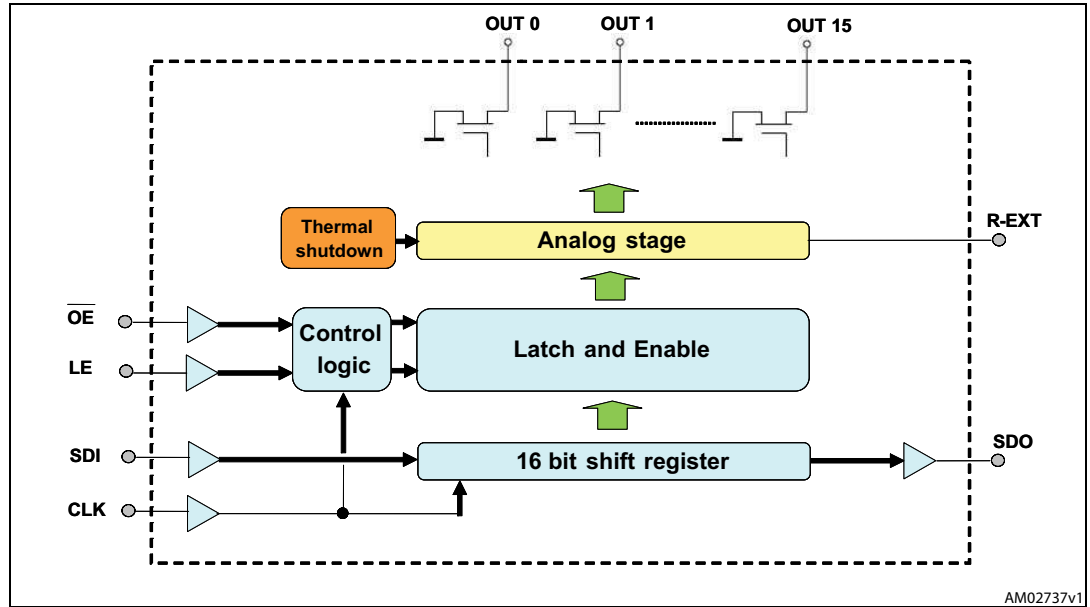 OUT 0
OUT 1
OUT 15
Thermal
shutdown
Analog stage
R-EXT
OE
LE
Control
logic
Latch and Enable
SDI
16 bit shift register
SDO
CLK
AM02737v1